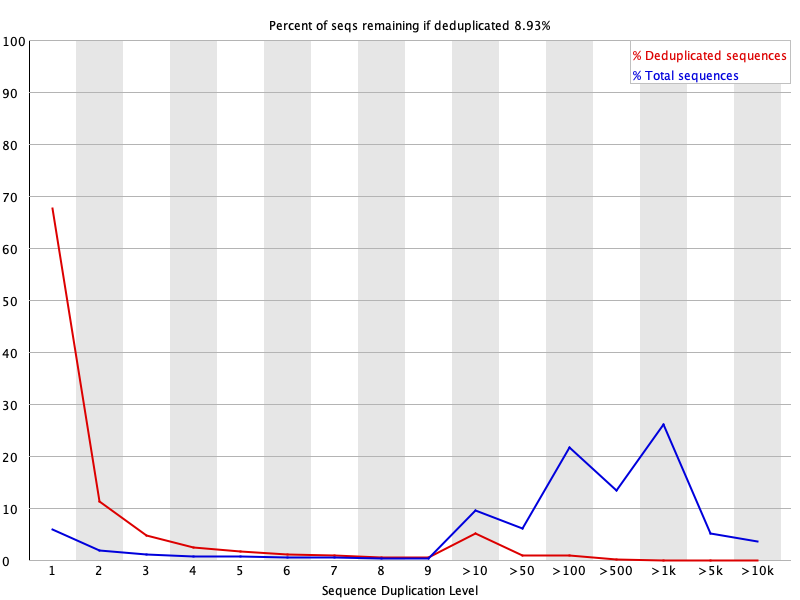 Percent of seqs remaining if deduplicated 8.93%
% Deduplicated sequences
% Total sequences
100
90
80
70
60
50
40
30
20
10
0
1 2 3 4 5 6 7 8 9 >10 >50 >100 >500 >1k >5k >10k
Sequence Duplication Level